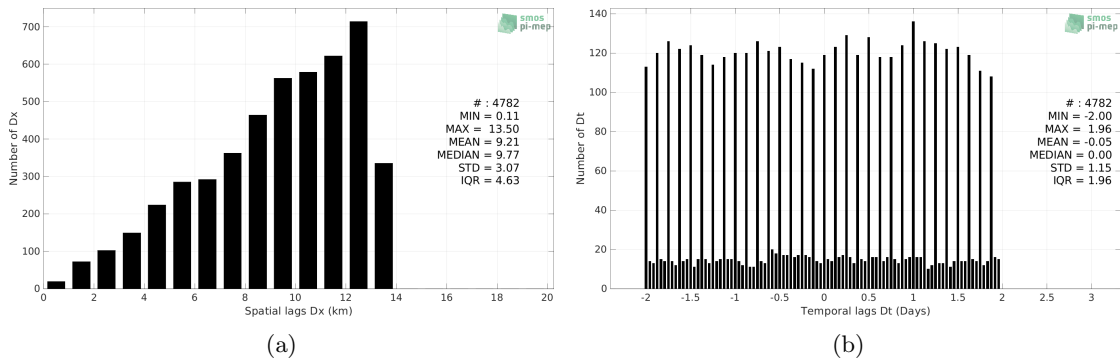 700
600
500
400
300
200
100
0
Number of Dx
smos
pi-mep
# : 4782
MIN = 0.11
MAX = 13.50
MEAN = 9.21
MEDIAN = 9.77
STD = 3.07
IQR = 4.63
0 2 4 6 8 10 12 14 16 18 20
Spatial lags Dx (km)
(a)
140
120
100
80
60
40
20
0
Number of Dt
smos
pi-mep
# : 4782
MIN = -2.00
MAX = 1.96
MEAN = -0.05
MEDIAN = 0.00
STD = 1.15
IQR = 1.96
-2 -1.5 -1 -0.5 0 0.5 1 1.5 2 2.5 3
Temporal lags Dt (Days)
(b)